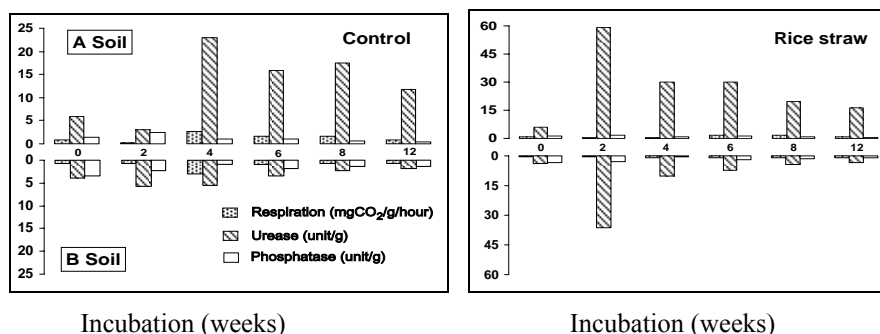 A Soil
Control
25
20
15
10
5
0
0 2 4 6 8 12
0
5
10
15
20
25
Respiration (mgCO2/g/hour)
Urease (unit/g)
Phosphatase (unit/g)
B Soil
Incubation (weeks)
Rice straw
60
45
30
15
0
0 2 4 6 8 12
0
15
30
45
60
Incubation (weeks)